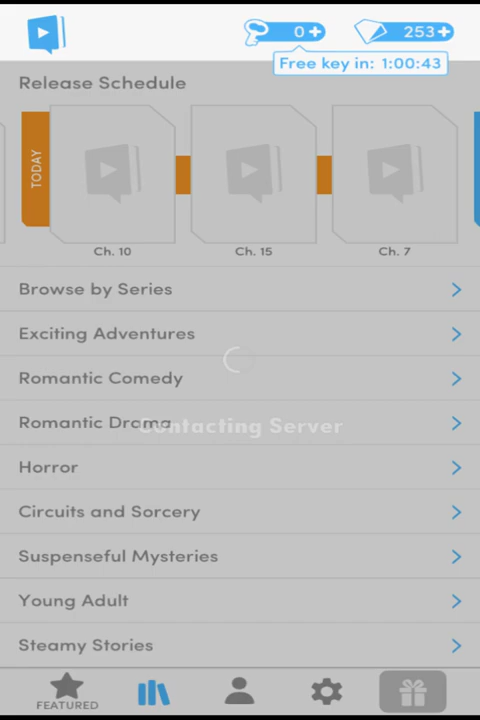 0
253
Free key in: 1:00:43
Release Schedule
TODAY
Ch. 10
Ch. 15
Ch. 7
Browse by Series
Exciting Adventures
Romantic Comedy
Romantic Drama
Contacting Server
Horror
Circuits and Sorcery
Suspenseful Mysteries
Young Adult
Steamy Stories
FEATURED